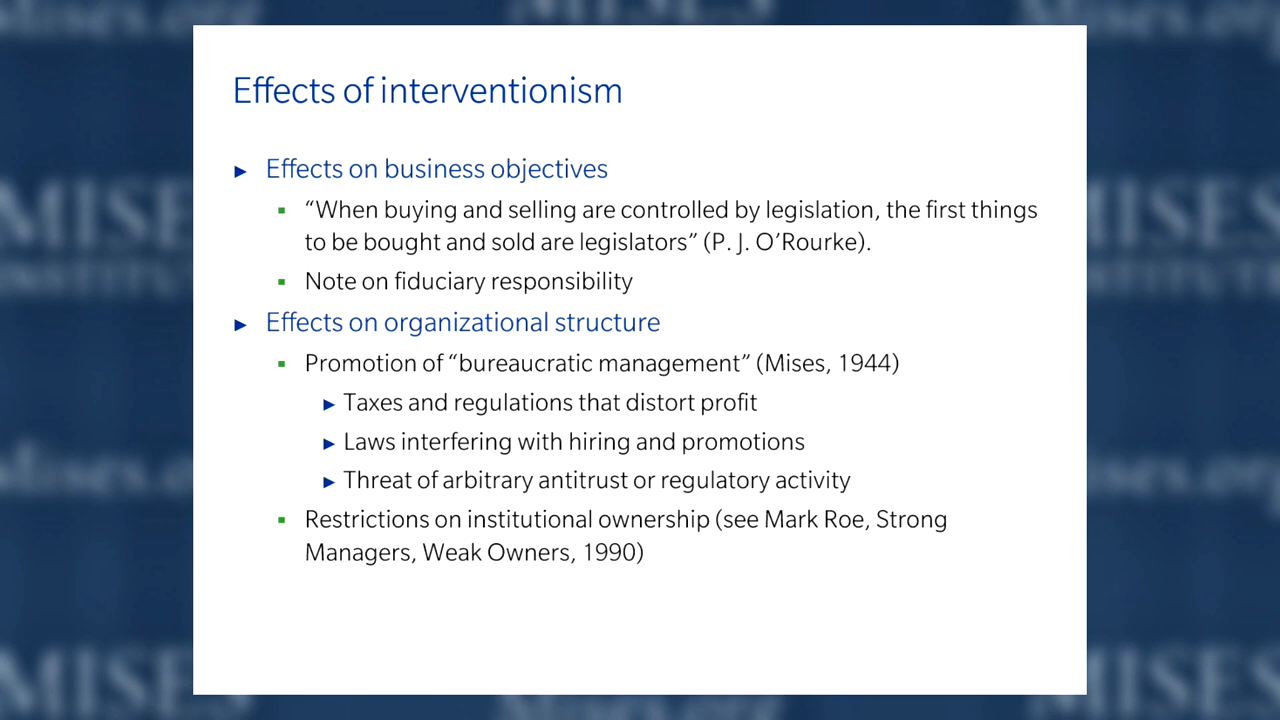 Effects of interventionism
► Effects on business objectives
▪ “When buying and selling are controlled by legislation, the first things
to be bought and sold are legislators” (P. J. O’Rourke).
▪ Note on fiduciary responsibility
► Effects on organizational structure
▪ Promotion of “bureaucratic management” (Mises, 1944)
► Taxes and regulations that distort profit
► Laws interfering with hiring and promotions
► Threat of arbitrary antitrust or regulatory activity
▪ Restrictions on institutional ownership (see Mark Roe, Strong
Managers, Weak Owners, 1990)